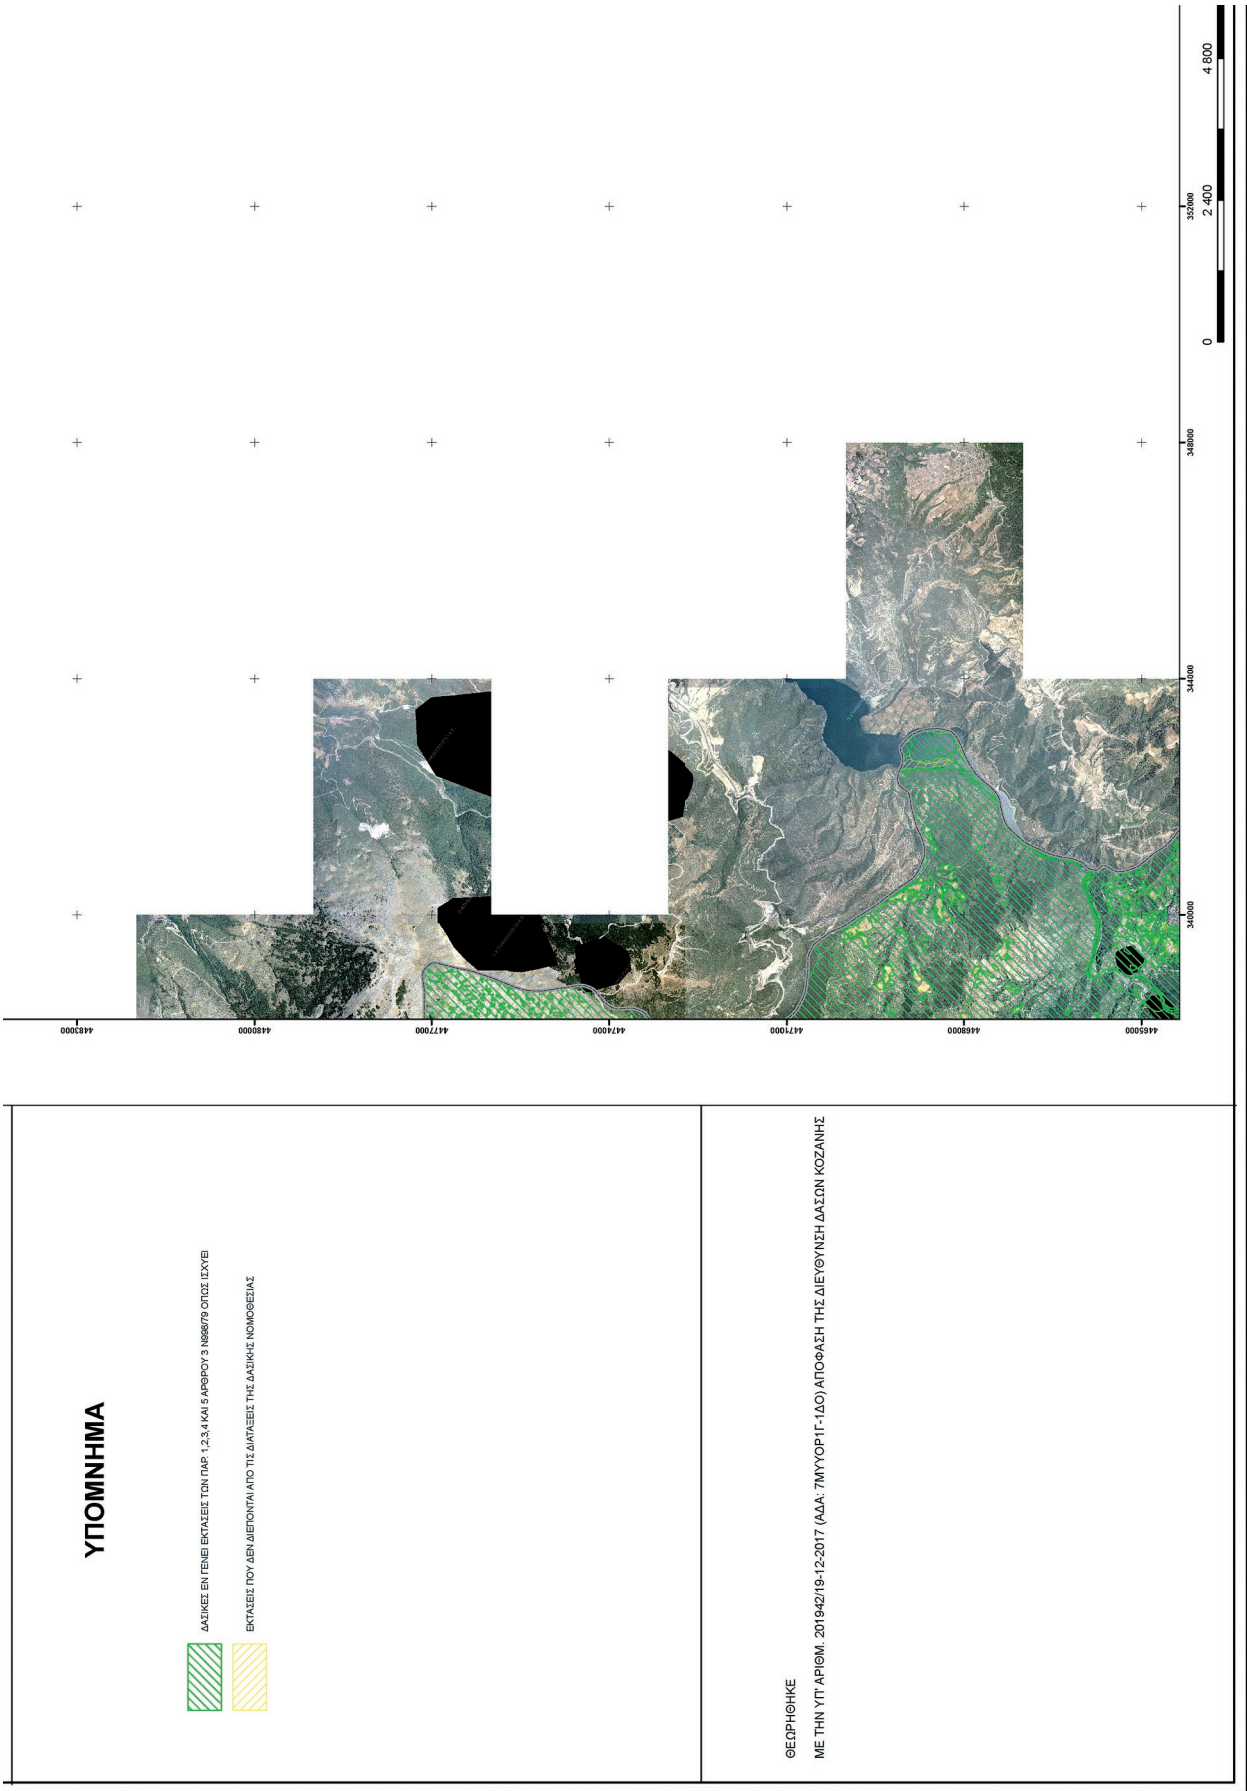 ΥΠΟΜΝΗΜΑ
ΔΑΣΙΚΕΣ ΕΝ ΓΕΝΕΙ ΕΚΤΑΣΕΙΣ ΤΩΝ ΠΑΡ. 1,2,3,4 ΚΑΙ 5 ΑΡΘΡΟΥ 3 Ν998/79 ΟΠΩΣ ΙΣΧΥΕΙ
ΕΚΤΑΣΕΙΣ ΠΟΥ ΔΕΝ ΔΙΕΠΟΝΤΑΙ ΑΠΟ ΤΙΣ ΔΙΑΤΑΞΕΙΣ ΤΗΣ ΔΑΣΙΚΗΣ ΝΟΜΟΘΕΣΙΑΣ
ΘΕΩΡΗΘΗΚΕ
ΜΕ ΤΗΝ ΥΠ' ΑΡΙΘΜ. 201942/19-12-2017 (ΑΔΑ: 7ΜΥΥΟΡ1Γ-1ΔΟ) ΑΠΟΦΑΣΗ ΤΗΣ ΔΙΕΥΘΥΝΣΗ ΔΑΣΩΝ ΚΟΖΑΝΗΣ
4483000
4480000
4477000
4474000
4471000
4468000
4465000
340000
344000
348000
352000
0
2 400
4 800